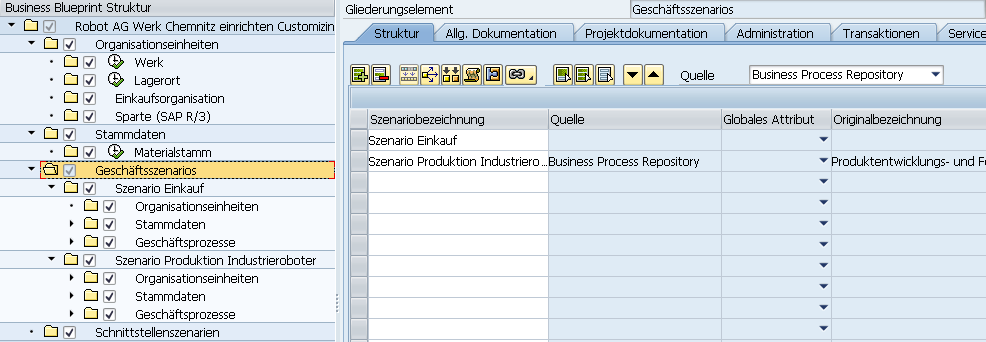 Business Blueprint Struktur
Robot AG Werk Chemnitz einrichten Customizin
Organisationseinheiten
Werk
Lagerort
Einkaufsorganisation
Sparte (SAP R/3)
Stammdaten
Materialstamm
Geschäftsszenarios
Szenario Einkauf
Organisationseinheiten
Stammdaten
Geschäftsprozesse
Szenario Produktion Industrieroboter
Organisationseinheiten
Stammdaten
Geschäftsprozesse
Schnittstellenszenarien
Gliederungselement Geschäftsszenarios
Struktur Allg. Dokumentation Projektdokumentation Administration Transaktionen Service
Quelle Business Process Repository
Szenariobezeichnung Quelle Globales Attribut Originalbezeichnung
Szenario Einkauf
Szenario Produktion Industriero ... Business Process Repository Produktentwicklungs- und Fe